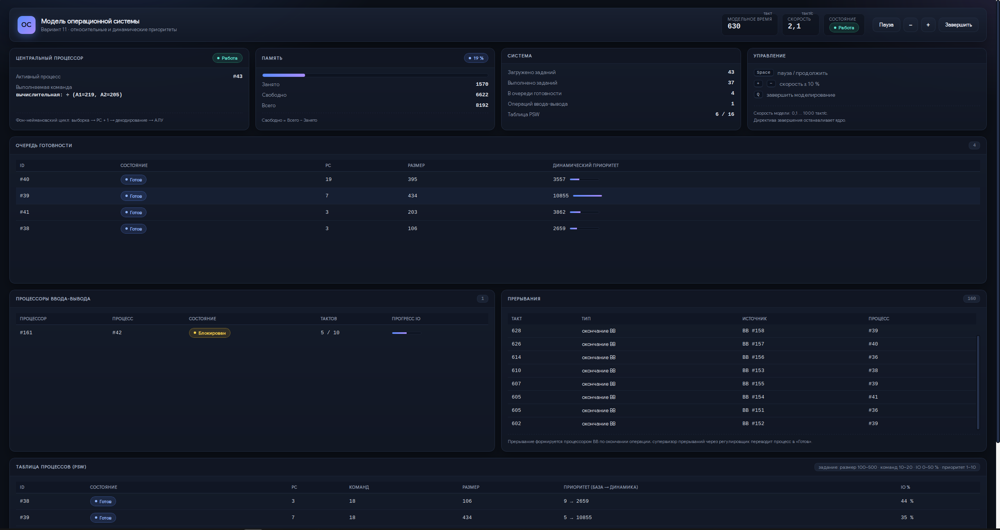 ОС
Модель операционной системы
Вариант 11 · относительные и динамические приоритеты
такт
МОДЕЛЬНОЕ ВРЕМЯ
630
такт/с
СКОРОСТЬ
2,1
СОСТОЯНИЕ
Работа
Пауза
−
+
Завершить
ЦЕНТРАЛЬНЫЙ ПРОЦЕССОР
Работа
Активный процесс #43
Выполняемая команда
вычислительная: ÷ (A1=219, A2=205)
Фон-неймановский цикл: выборка → PC + 1 → декодирование → АЛУ
ПАМЯТЬ
19 %
Занято 1570
Свободно 6622
Всего 8192
Свободно = Всего − Занято
СИСТЕМА
Загружено заданий 43
Выполнено заданий 37
В очереди готовности 4
Операций ввода-вывода 1
Таблица PSW 6 / 16
УПРАВЛЕНИЕ
Space пауза / продолжить
+ − скорость ± 10 %
Q завершить моделирование
Скорость модели: 0,1 … 1000 такт/с.
Директива завершения останавливает ядро.
ОЧЕРЕДЬ ГОТОВНОСТИ 4
ID СОСТОЯНИЕ PC РАЗМЕР ДИНАМИЧЕСКИЙ ПРИОРИТЕТ
#40 Готов 19 395 3557
#39 Готов 7 434 10855
#41 Готов 3 203 3862
#38 Готов 3 106 2659
ПРОЦЕССОРЫ ВВОДА-ВЫВОДА 1
ПРОЦЕССОР ПРОЦЕСС СОСТОЯНИЕ ТАКТОВ ПРОГРЕСС IO
#161 #42 Блокирован 5 / 10
ПРЕРЫВАНИЯ 160
ТАКТ ТИП ИСТОЧНИК ПРОЦЕСС
628 окончание ВВ ВВ #158 #39
626 окончание ВВ ВВ #157 #40
614 окончание ВВ ВВ #156 #36
610 окончание ВВ ВВ #153 #38
607 окончание ВВ ВВ #155 #39
605 окончание ВВ ВВ #154 #41
605 окончание ВВ ВВ #151 #36
602 окончание ВВ ВВ #152 #39
Прерывание формируется процессором ВВ по окончании операции; супервизор прерываний через регулировщик переводит процесс в «Готов».
ТАБЛИЦА ПРОЦЕССОВ (PSW)
задание: размер 100–500 · команд 10–20 · IO 0–50 % · приоритет 1–10
ID СОСТОЯНИЕ PC КОМАНД РАЗМЕР ПРИОРИТЕТ (БАЗА → ДИНАМИКА) IO %
#38 Готов 3 18 106 9 → 2659 44 %
#39 Готов 7 18 434 5 → 10855 35 %